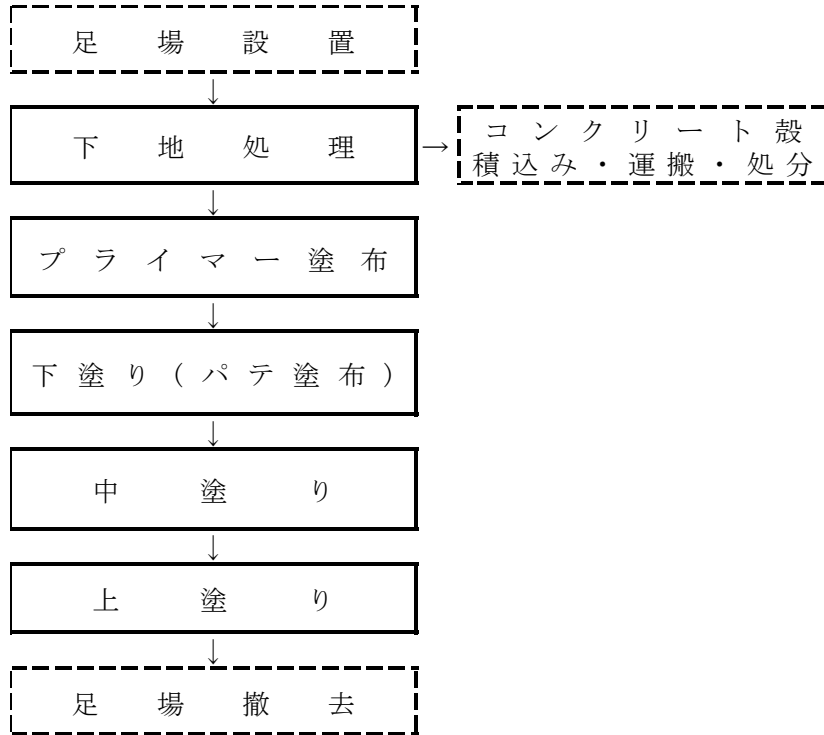 足場設置
↓
下地処理
→
コンクリート殻
積込み・運搬・処分
↓
プライマー塗布
↓
下塗り(パテ塗布)
↓
中塗り
↓
上塗り
↓
足場撤去